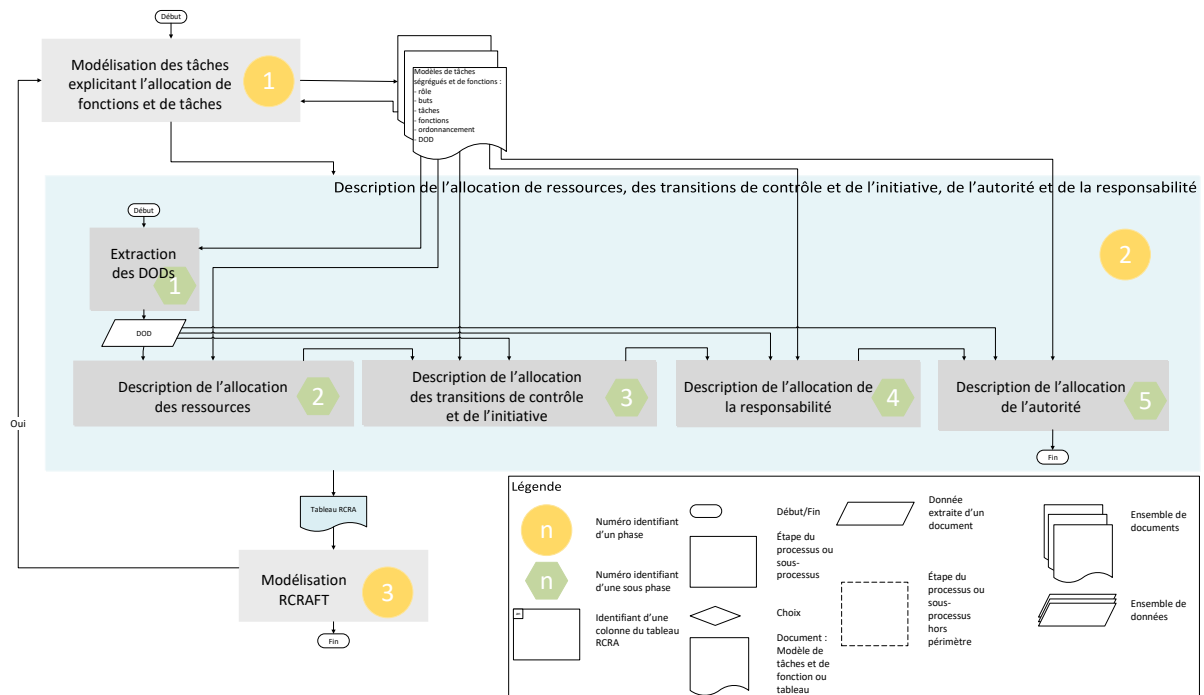 Début
Modélisation des tâches
explicitant l'allocation de
fonctions et de tâches
1
Modèles de tâches
ségrégués et de fonctions :
- rôle
- buts
- tâches
- fonctions
- ordonnancement
- DOD
Description de l'allocation de ressources, des transitions de contrôle et de l'initiative, de l'autorité et de la responsabilité
2
Début
Extraction
des DODs
1
DOD
Description de l'allocation
des ressources
2
Description de l'allocation
des transitions de contrôle
et de l'initiative
3
Description de l'allocation de
la responsabilité
4
Description de l'allocation
de l'autorité
5
Fin
Oui
Tableau RCRA
Modélisation
RCRAFT
3
Fin
Légende
n
Numéro identifiant
d'un phase
n
Numéro identifiant
d'une sous phase
Identifiant d'une
colonne du tableau
RCRA
Début/Fin
Étape du
processus ou
sous-
processus
Choix
Document :
Modèle de
tâches et de
fonction ou
tableau
Donnée
extraite d'un
document
Étape du
processus ou
sous-
processus
hors
périmètre
Ensemble de
documents
Ensemble de
données